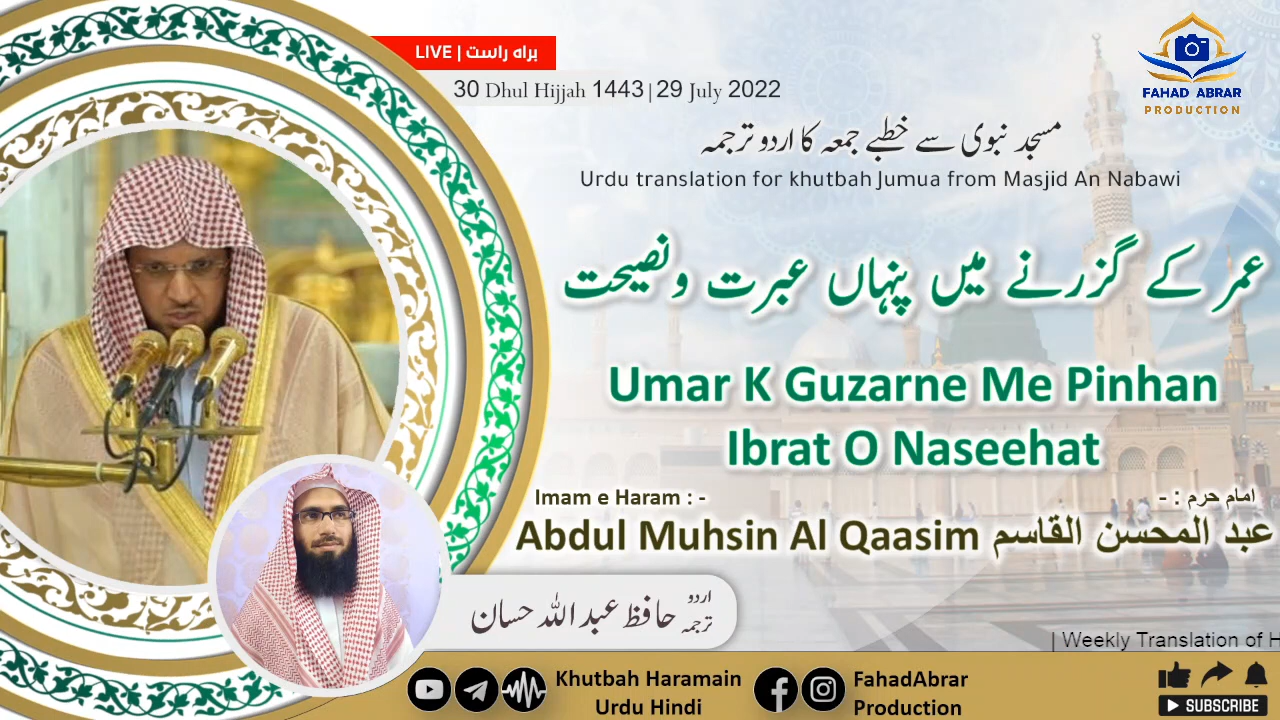 LIVE | براہ راست
30 Dhul Hijjah 1443 | 29 July 2022
FAHAD ABRAR
PRODUCTION
مسجد نبوی سے خطبے جمعہ کا اردو ترجمہ
Urdu translation for khutbah Jumua from Masjid An Nabawi
عمر کے گزرنے میں پنہاں عبرت ونصیحت
Umar K Guzarne Me Pinhan
Ibrat O Naseehat
Imam e Haram : -
امام حرم : -
Abdul Muhsin Al Qaasim عبد المحسن القاسم
اردو ترجمہ حافظ عبد اللہ حسان
| Weekly Translation of H
Khutbah Haramain
Urdu Hindi
FahadAbrar
Production
SUBSCRIBE